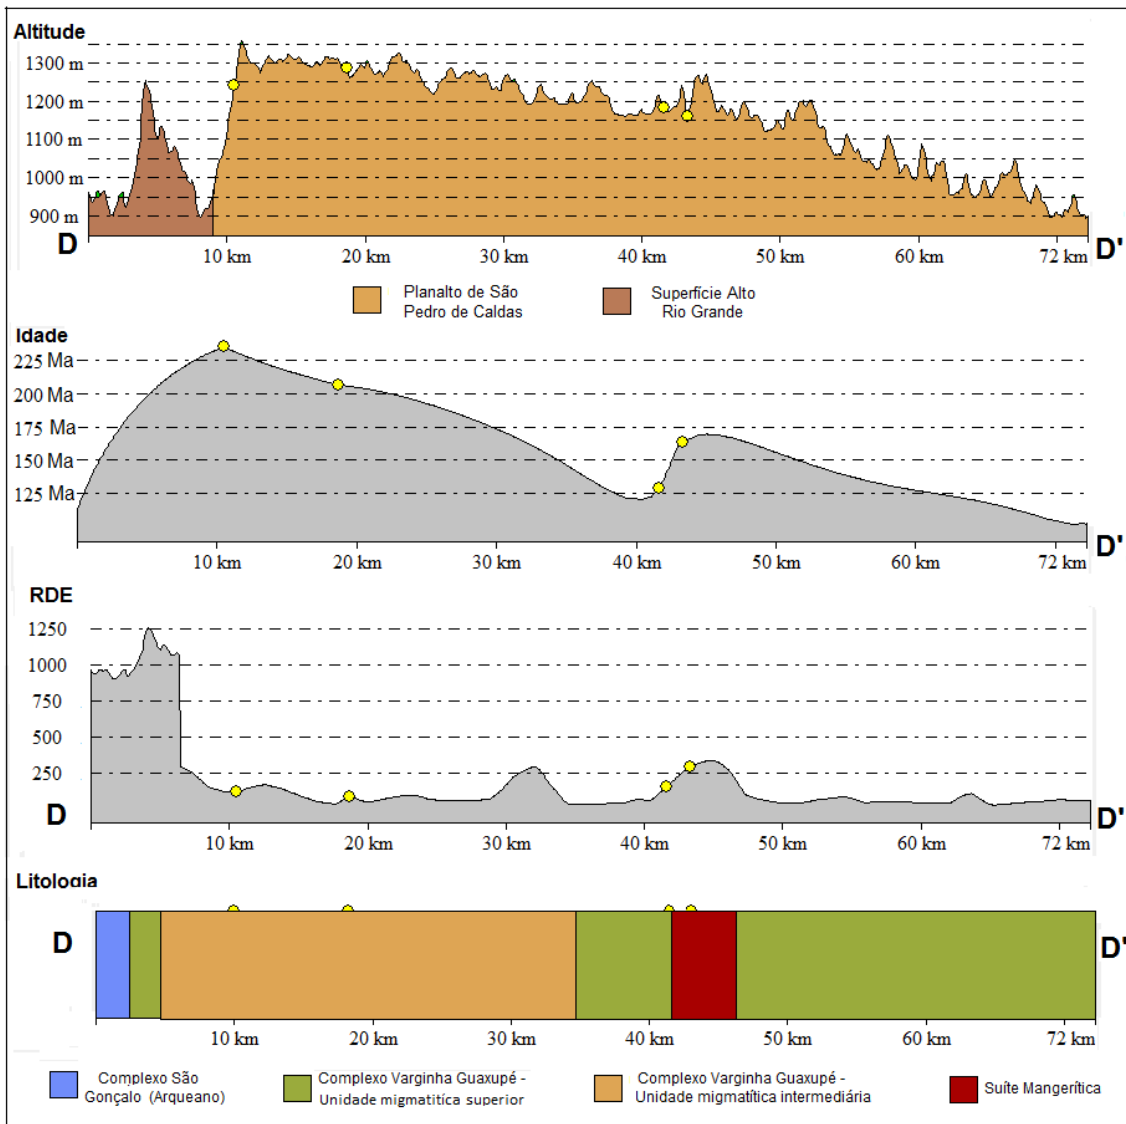 Altitude
1300 m
1200 m
1100 m
1000 m
900 m
D
D'
10 km
20 km
30 km
40 km
50 km
60 km
72 km
Planalto de São
Pedro de Caldas
Superfície Alto
Rio Grande
Idade
225 Ma
200 Ma
175 Ma
150 Ma
125 Ma
D'
10 km
20 km
30 km
40 km
50 km
60 km
72 km
RDE
1250
1000
750
500
250
D
D'
10 km
20 km
30 km
40 km
50 km
60 km
72 km
Litologia
D
D'
10 km
20 km
30 km
40 km
50 km
60 km
72 km
Complexo São
Gonçalo (Arqueano)
Complexo Varginha Guaxupé -
Unidade migmatitíca superior
Complexo Varginha Guaxupé -
Unidade migmatítica intermediária
Suíte Mangerítica